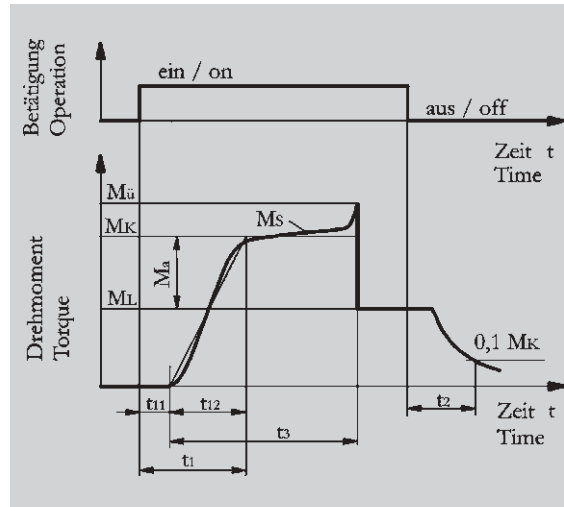 Betätigung
Operation
ein / on
aus / off
Zeit t
Time
Drehmoment
Torque
Mü
MK
Ma
ML
MS
0,1 MK
t11
t12
t2
t3
t1
Zeit t
Time